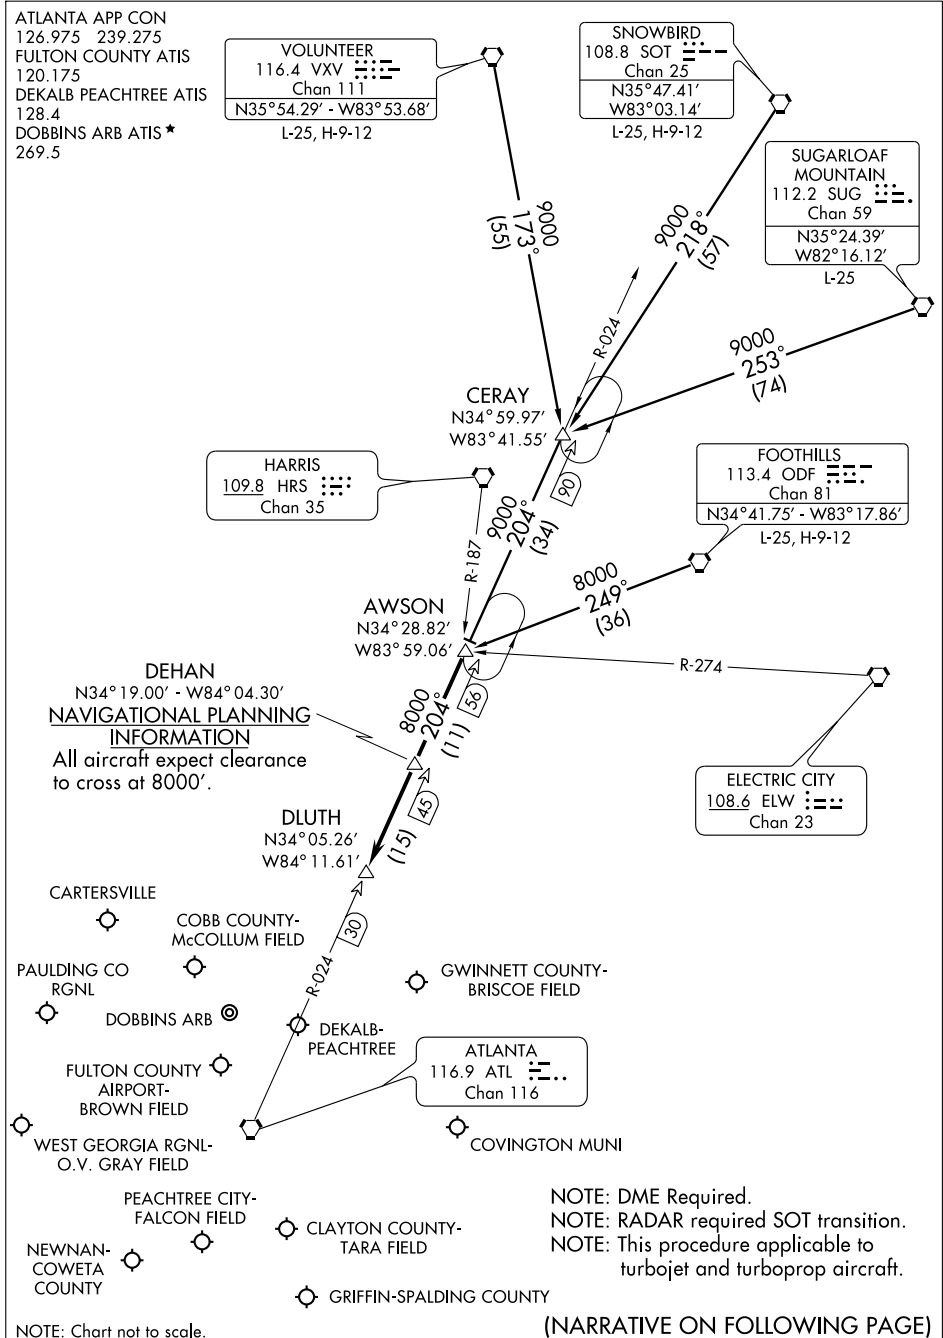 ATLANTA APP CON
126.975 239.275
FULTON COUNTY ATIS
120.175
DEKALB PEACHTREE ATIS
128.4
DOBBINS ARB ATIS ★
269.5
VOLUNTEER
116.4 VXV
Chan 111
N35°54.29' - W83°53.68'
L-25, H-9-12
SNOWBIRD
108.8 SOT
Chan 25
N35°47.41'
W83°03.14'
L-25, H-9-12
SUGARLOAF
MOUNTAIN
112.2 SUG
Chan 59
N35°24.39'
W82°16.12'
L-25
9000
173°
(55)
9000
218°
(57)
R-024
9000
253°
(74)
CERAY
N34°59.97'
W83°41.55'
90
HARRIS
109.8 HRS
Chan 35
R-187
9000
204°
(34)
FOOTHILLS
113.4 ODF
Chan 81
N34°41.75' - W83°17.86'
L-25, H-9-12
8000
249°
(36)
AWSON
N34°28.82'
W83°59.06'
56
R-274
DEHAN
N34°19.00' - W84°04.30'
NAVIGATIONAL PLANNING
INFORMATION
All aircraft expect clearance
to cross at 8000'.
8000
204°
(11)
45
ELECTRIC CITY
108.6 ELW
Chan 23
DLUTH
N34°05.26'
W84°11.61'
(15)
30
R-024
CARTERSVILLE
COBB COUNTY-
McCOLLUM FIELD
PAULDING CO
RGNL
DOBBINS ARB
GWINNETT COUNTY-
BRISCOE FIELD
DEKALB-
PEACHTREE
FULTON COUNTY
AIRPORT-
BROWN FIELD
ATLANTA
116.9 ATL
Chan 116
WEST GEORGIA RGNL-
O.V. GRAY FIELD
COVINGTON MUNI
PEACHTREE CITY-
FALCON FIELD
CLAYTON COUNTY-
TARA FIELD
NEWNAN-
COWETA
COUNTY
GRIFFIN-SPALDING COUNTY
NOTE: DME Required.
NOTE: RADAR required SOT transition.
NOTE: This procedure applicable to
turbojet and turboprop aircraft.
NOTE: Chart not to scale.
(NARRATIVE ON FOLLOWING PAGE)